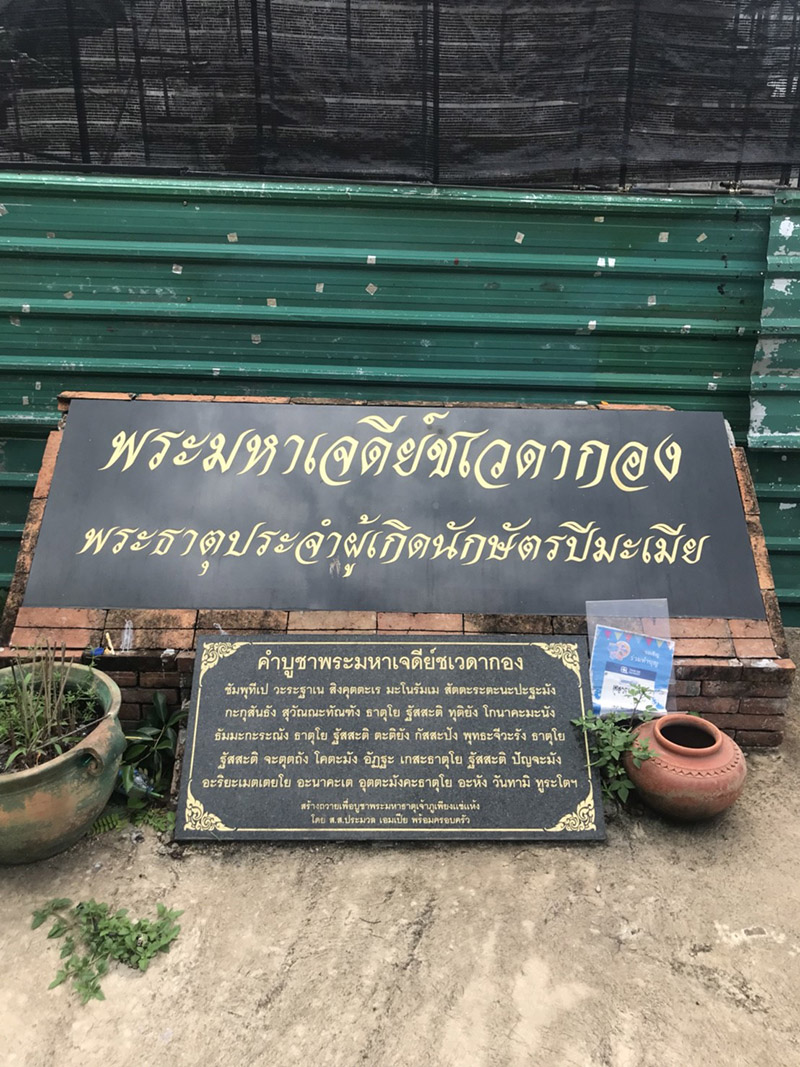 พระมหาเจดีย์ชเวดากอง
พระธาตุประจำผู้เกิดนักษัตรปีมะเมีย
คำบูชาพระมหาเจดีย์ชเวดากอง
ชัมพุทีเป วะระฐาเน สิงคุตตะเร มะโนรัมเม สัตตะระตะนะปะฐะมัง
กะกุสันธัง สุวัณณะทัณฑัง ธาตุโย ฐัสสะติ ทุติยัง โกนาคะมะนัง
ธัมมะกะระณัง ธาตุโย ฐัสสะติ ตะติยัง กัสสะปัง พุทธะจีวะรัง ธาตุโย
ฐัสสะติ จะตุตถัง โคตะมัง อัฏฐะ เกสะธาตุโย ฐัสสะติ ปัญจะมัง
อะริยะเมตเตยโย อะนาคะเต อุตตะมังคะธาตุโย อะหัง วันทามิ ทูระโตฯ
สร้างถวายเพื่อบูชาพระมหาธาตุเจ้าภูเพียงแช่แห้ง
โดย ส.ส.ประมวล เอมเปีย พร้อมครอบครัว